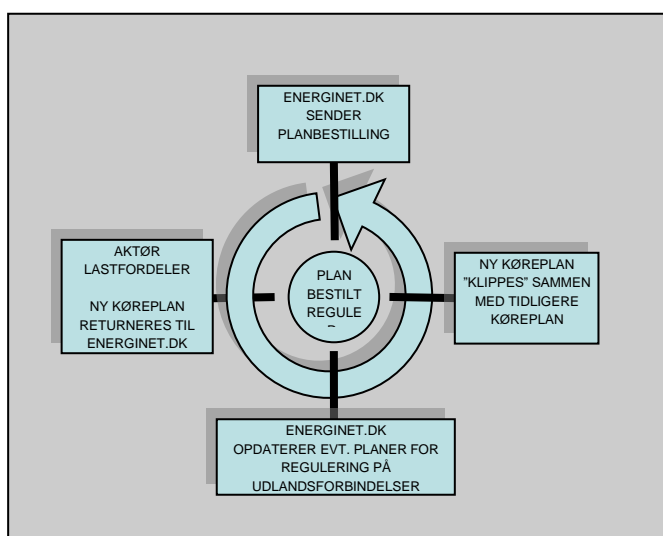 ENERGINET.DK
SENDER
PLANBESTILLING
AKTØR
LASTFORDELER
NY KØREPLAN
RETURNERES TIL
ENERGINET.DK
PLAN
BESTILT
REGULE
NY KØREPLAN
"KLIPPES" SAMMEN
MED TIDLIGERE
KØREPLAN
ENERGINET.DK
OPDATERER EVT. PLANER FOR
REGULERING PÅ
UDLANDSFORBINDELSER